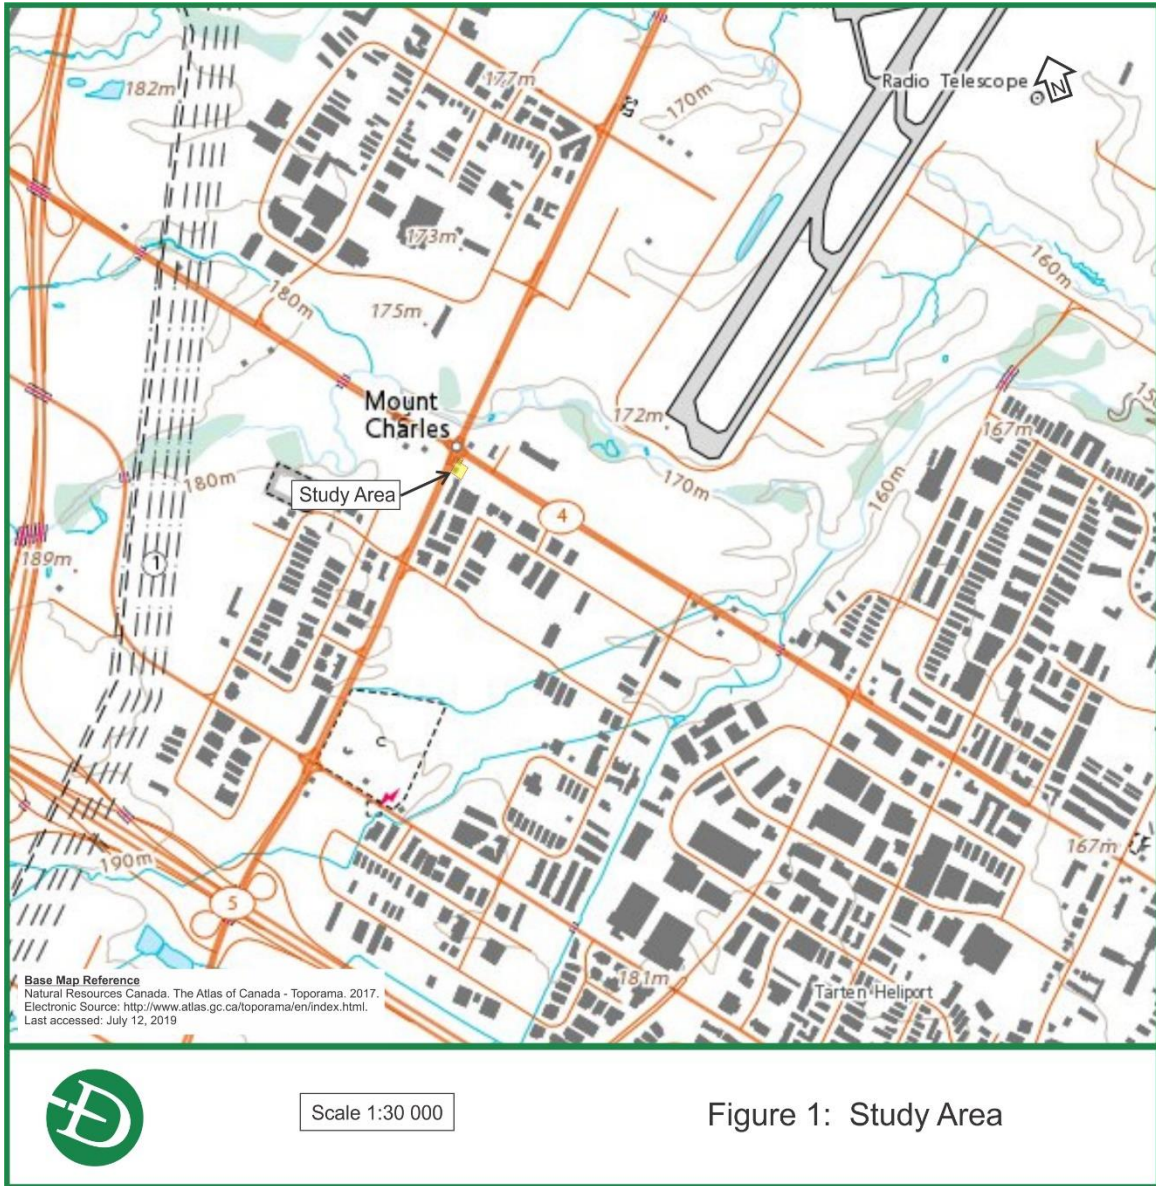 177m
182m
170m
Radio Telescope
N
173m
160m
180m
175m
Mount
Charles
172m
167m
180m
Study Area
170m
160m
4
189m
1
167m
190m
5
181m
Tarten Heliport
Base Map Reference
Natural Resources Canada. The Atlas of Canada - Toporama. 2017.
Electronic Source: http://www.atlas.gc.ca/toporama/en/index.html.
Last accessed: July 12, 2019
Scale 1:30 000
Figure 1: Study Area